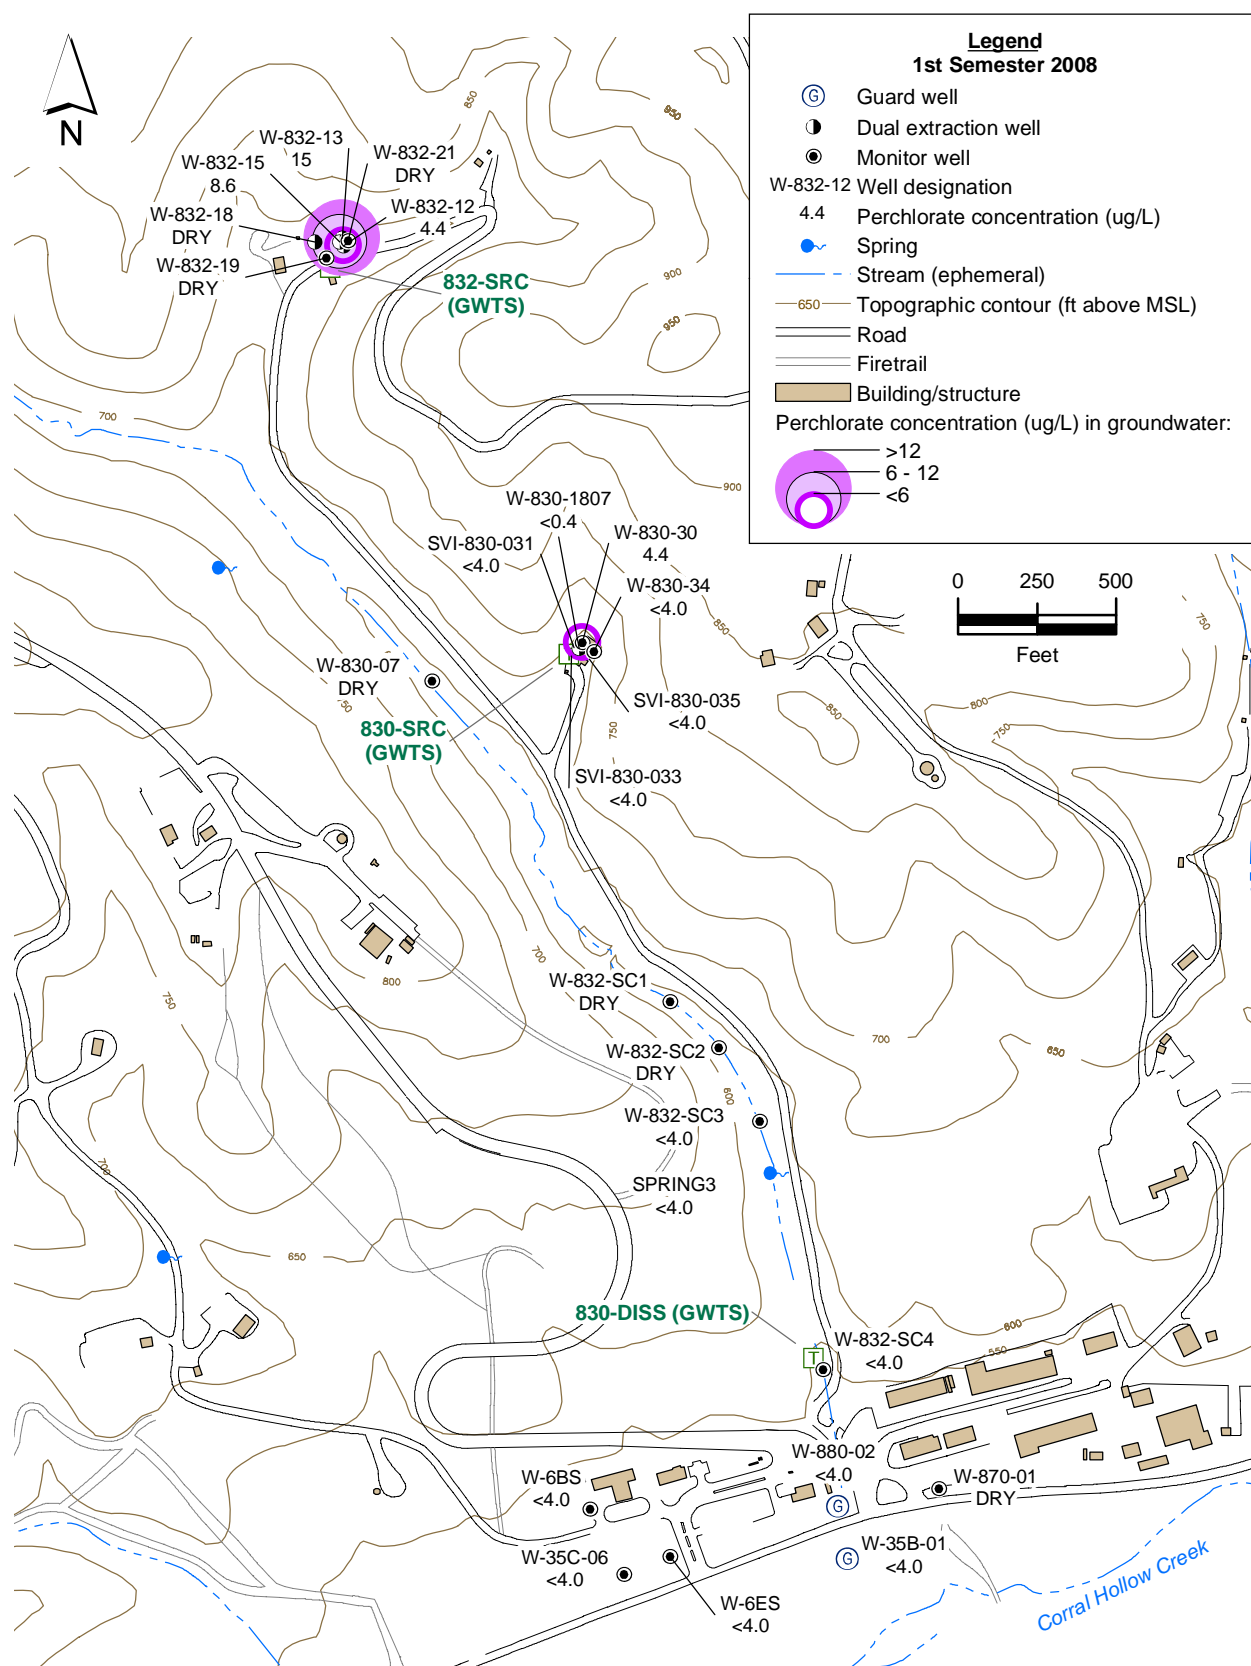 Legend
1st Semester 2008
G
Guard well
Dual extraction well
Monitor well
W-832-12 Well designation
4.4 Perchlorate concentration (ug/L)
Spring
Stream (ephemeral)
650 Topographic contour (ft above MSL)
Road
Firetrail
Building/structure
Perchlorate concentration (ug/L) in groundwater:
>12
6 - 12
<6
0 250 500
Feet
N
850
950
W-832-13
15
W-832-15
8.6
W-832-21
DRY
W-832-18
DRY
W-832-12
4.4
W-832-19
DRY
832-SRC
(GWTS)
900
950
700
900
W-830-1807
<0.4
W-830-30
4.4
SVI-830-031
<4.0
W-830-34
<4.0
850
750
W-830-07
DRY
750
830-SRC
(GWTS)
SVI-830-035
<4.0
750
SVI-830-033
<4.0
800
850
750
700
800
750
W-832-SC1
DRY
W-832-SC2
DRY
700
650
600
W-832-SC3
<4.0
SPRING3
<4.0
700
650
830-DISS (GWTS)
T
W-832-SC4
<4.0
600
550
W-880-02
<4.0
G
W-870-01
DRY
W-6BS
<4.0
W-35C-06
<4.0
G
W-35B-01
<4.0
W-6ES
<4.0
Corral Hollow Creek